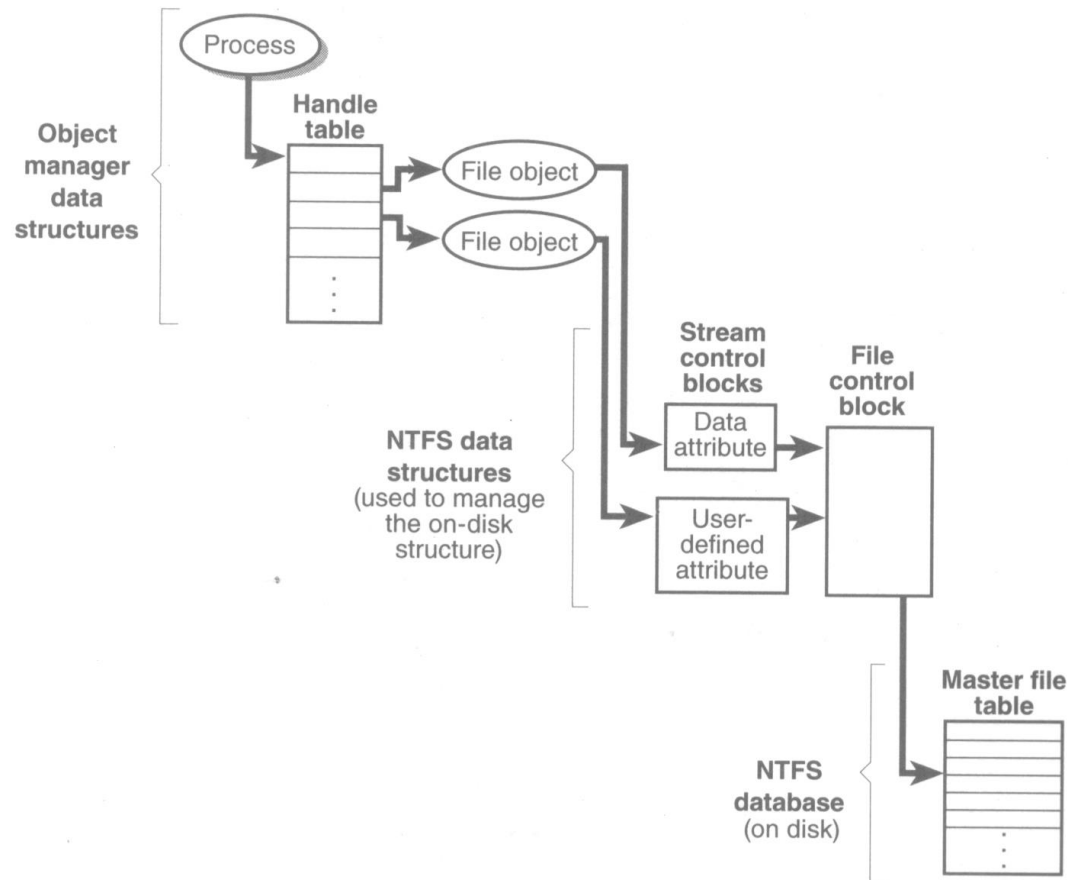 Process
Handle
table
Object
manager
data
structures
File object
File object
Stream
control
blocks
File
control
block
Data
attribute
NTFS data
structures
(used to manage
the on-disk
structure)
User-
defined
attribute
Master file
table
NTFS
database
(on disk)